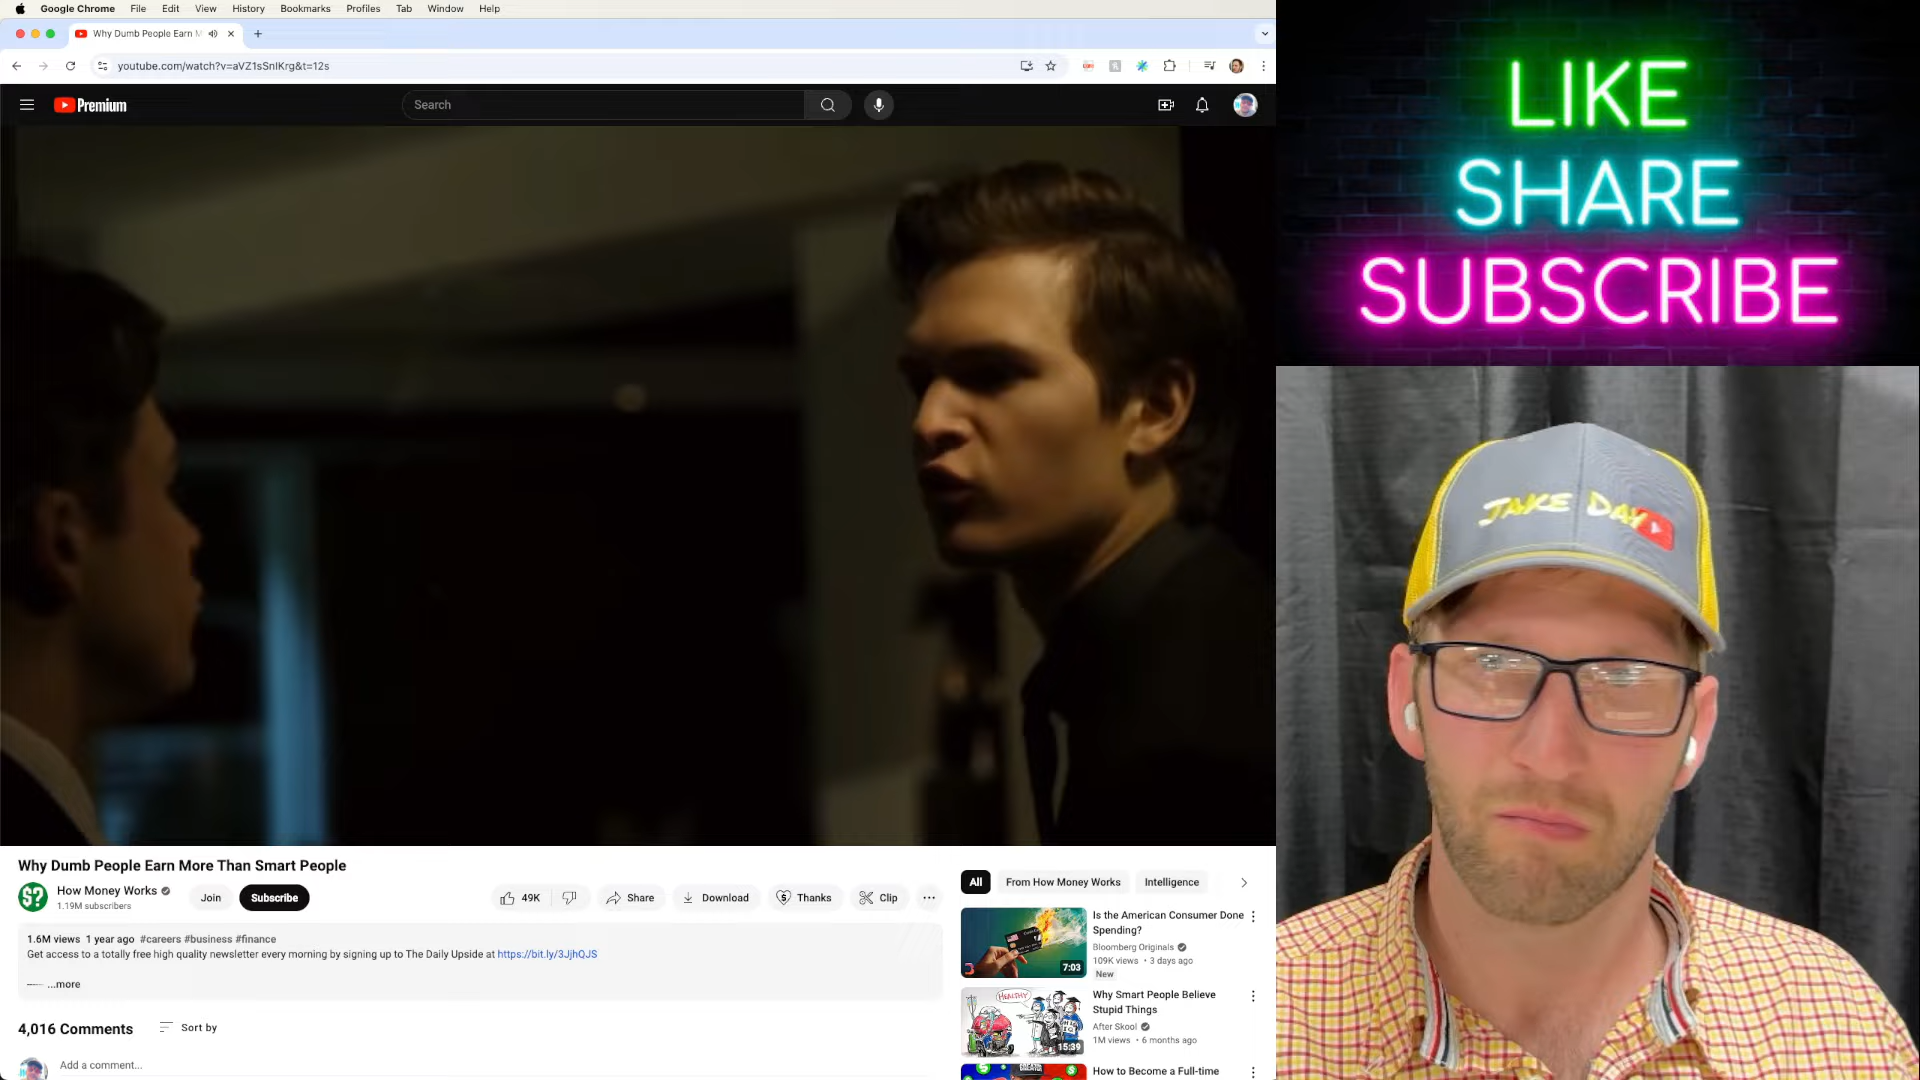 Google Chrome File Edit View History Bookmarks Profiles Tab Window Help
Why Dumb People Earn M
youtube.com/watch?v=aVZ1sSnIKrg&t=12s
Premium
Search
LIKE
SHARE
SUBSCRIBE
JAKE DAY
Why Dumb People Earn More Than Smart People
How Money Works
1.19M subscribers
Join
Subscribe
49K
Share
Download
Thanks
Clip
1.6M views 1 year ago #careers #business #finance
Get access to a totally free high quality newsletter every morning by signing up to The Daily Upside at https://bit.ly/3JjhQJS
...more
4,016 Comments
Sort by
Add a comment...
All
From How Money Works
Intelligence
7:03
Is the American Consumer Done
Spending?
Bloomberg Originals
109K views • 3 days ago
New
HEALTHY
15:39
Why Smart People Believe
Stupid Things
After Skool
1M views • 6 months ago
How to Become a Full-time